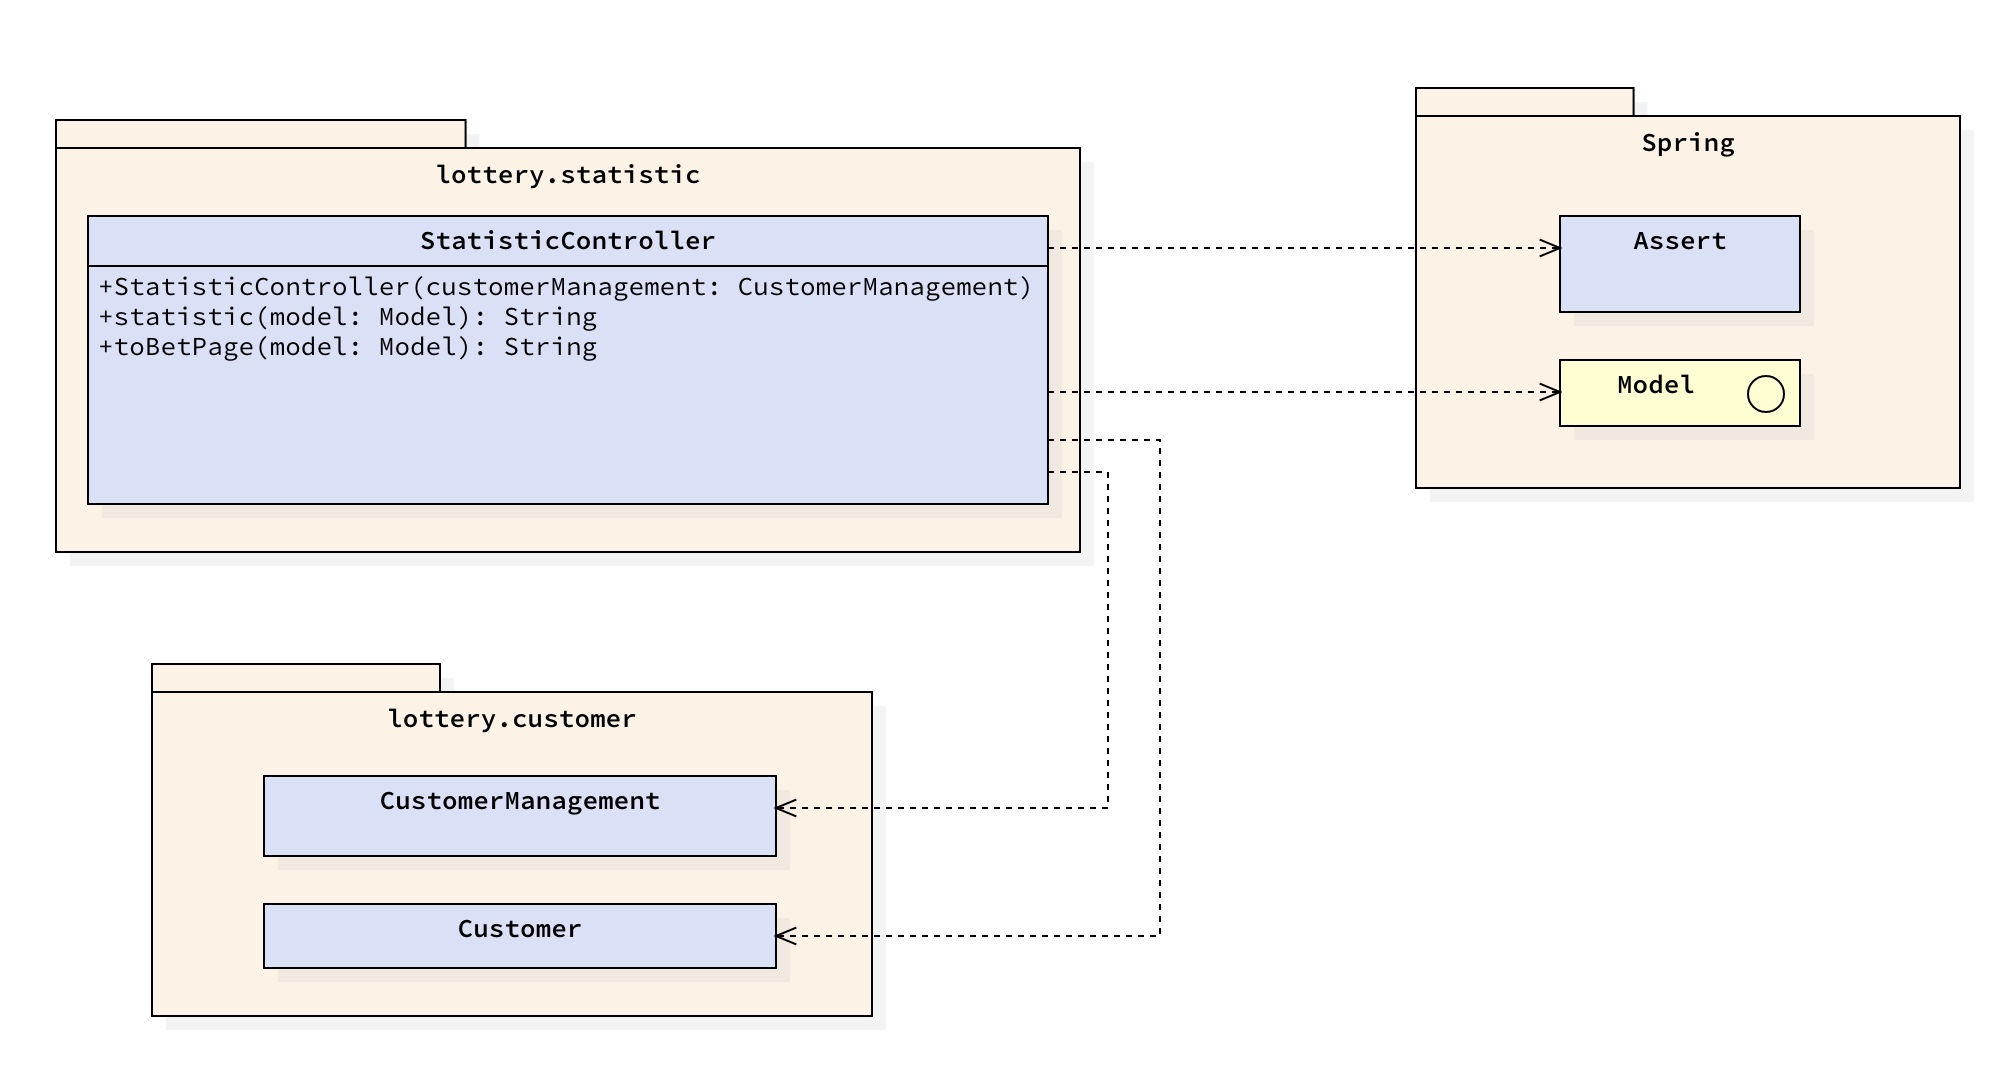 lottery.statistic
StatisticController
+StatisticController(customerManagement: CustomerManagement)
+statistic(model: Model): String
+toBetPage(model: Model): String
Spring
Assert
Model
lottery.customer
CustomerManagement
Customer